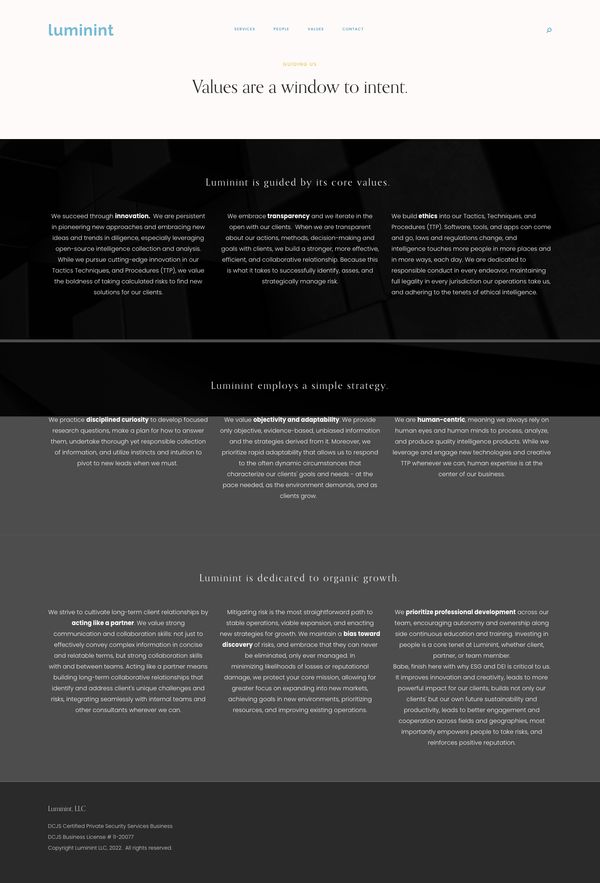 luminint
SERVICES PEOPLE VALUES CONTACT
GUIDING US
Values are a window to intent.
Luminint is guided by its core values.
We succeed through innovation. We are persistent
in pioneering new approaches and embracing new
ideas and trends in diligence, especially leveraging
open-source intelligence collection and analysis.
While we pursue cutting-edge innovation in our
Tactics Techniques, and Procedures (TTP), we value
the boldness of taking calculated risks to find new
solutions for our clients.
We embrace transparency and we iterate in the
open with our clients. When we are transparent
about our actions, methods, decision-making and
goals with clients, we build a stronger, more effective,
efficient, and collaborative relationship. Because this
is what it takes to successfully identify, asses, and
strategically manage risk.
We build ethics into our Tactics, Techniques, and
Procedures (TTP). Software, tools, and apps can come
and go, laws and regulations change, and
intelligence touches more people in more places and
in more ways, each day. We are dedicated to
responsible conduct in every endeavor, maintaining
full legality in every jurisdiction our operations take us,
and adhering to the tenets of ethical intelligence.
Luminint employs a simple strategy.
We practice disciplined curiosity to develop focused
research questions, make a plan for how to answer
them, undertake thorough yet responsible collection
of information, and utilize instincts and intuition to
pivot to new leads when we must.
We value objectivity and adaptability. We provide
only objective, evidence-based, unbiased information
and the strategies derived from it. Moreover, we
prioritize rapid adaptability that allows us to respond
to the often dynamic circumstances that
characterize our clients' goals and needs - at the
pace needed, as the environment demands, and as
clients grow.
We are human-centric, meaning we always rely on
human eyes and human minds to process, analyze,
and produce quality intelligence products. While we
leverage and engage new technologies and creative
TTP whenever we can, human expertise is at the
center of our business.
Luminint is dedicated to organic growth.
We strive to cultivate long-term client relationships by
acting like a partner. We value strong
communication and collaboration skills: not just to
effectively convey complex information in concise
and relatable terms, but strong collaboration skills
with and between teams. Acting like a partner means
building long-term collaborative relationships that
identify and address client's unique challenges and
risks, integrating seamlessly with internal teams and
other consultants wherever we can.
Mitigating risk is the most straightforward path to
stable operations, viable expansion, and enacting
new strategies for growth. We maintain a bias toward
discovery of risks, and embrace that they can never
be eliminated, only ever managed. In
minimizing likelihoods of losses or reputational
damage, we protect your core mission, allowing for
greater focus on expanding into new markets,
achieving goals in new environments, prioritizing
resources, and improving existing operations.
We prioritize professional development across our
team, encouraging autonomy and ownership along
side continuous education and training. Investing in
people is a core tenet at Luminint, whether client,
partner, or team member.
Babe, finish here with why ESG and DEI is critical to us.
It improves innovation and creativity, leads to more
powerful impact for our clients, builds not only our
clients' but our own future sustainability and
productivity, leads to better engagement and
cooperation across fields and geographies, most
importantly empowers people to take risks, and
reinforces positive reputation.
Luminint, LLC
DCJS Certified Private Security Services Business
DCJS Business License # 11-20077
Copyright Luminint LLC, 2022. All rights reserved.